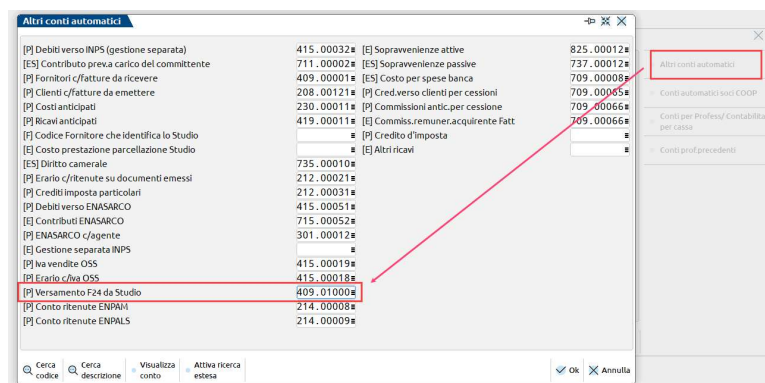 Altri conti automatici
[P] Debiti verso INPS (gestione separata) 415.00032
[ES] Contributo prev.a carico del committente 711.00002
[P] Fornitori c/fatture da ricevere 409.00001
[P] Clienti c/fatture da emettere 208.00121
[P] Costi anticipati 230.00011
[P] Ricavi anticipati 419.00011
[F] Codice Fornitore che identifica lo Studio
[E] Costo prestazione parcellazione Studio
[ES] Diritto camerale 735.00010
[P] Erario c/ritenute su documenti emessi 212.00021
[P] Crediti imposta particolari 212.00031
[P] Debiti verso ENASARCO 415.00051
[E] Contributi ENASARCO 715.00052
[P] ENASARCO c/agente 301.00012
[E] Gestione separata INPS
[P] Iva vendite OSS 415.00019
[P] Erario c/iva OSS 415.00018
[P] Versamento F24 da Studio 409.01000
[P] Conto ritenute ENPAM 214.00008
[P] Conto ritenute ENPALS 214.00009
[E] Sopravvenienze attive 825.00012
[ES] Sopravvenienze passive 737.00012
[ES] Costo per spese banca 709.00008
[P] Cred.verso clienti per cessioni 709.00065
[P] Commissioni antic.per cessione 709.00066
[E] Commiss.remuner.acquirente Fatt 709.00066
[P] Credito d'imposta
[E] Altri ricavi
Cerca codice
Cerca descrizione
Visualizza conto
Attiva ricerca estesa
Ok
Annulla
Altri conti automatici
Conti automatici soci COOP
Conti per Profess/ Contabilita
per cassa
Conti prof.precedenti